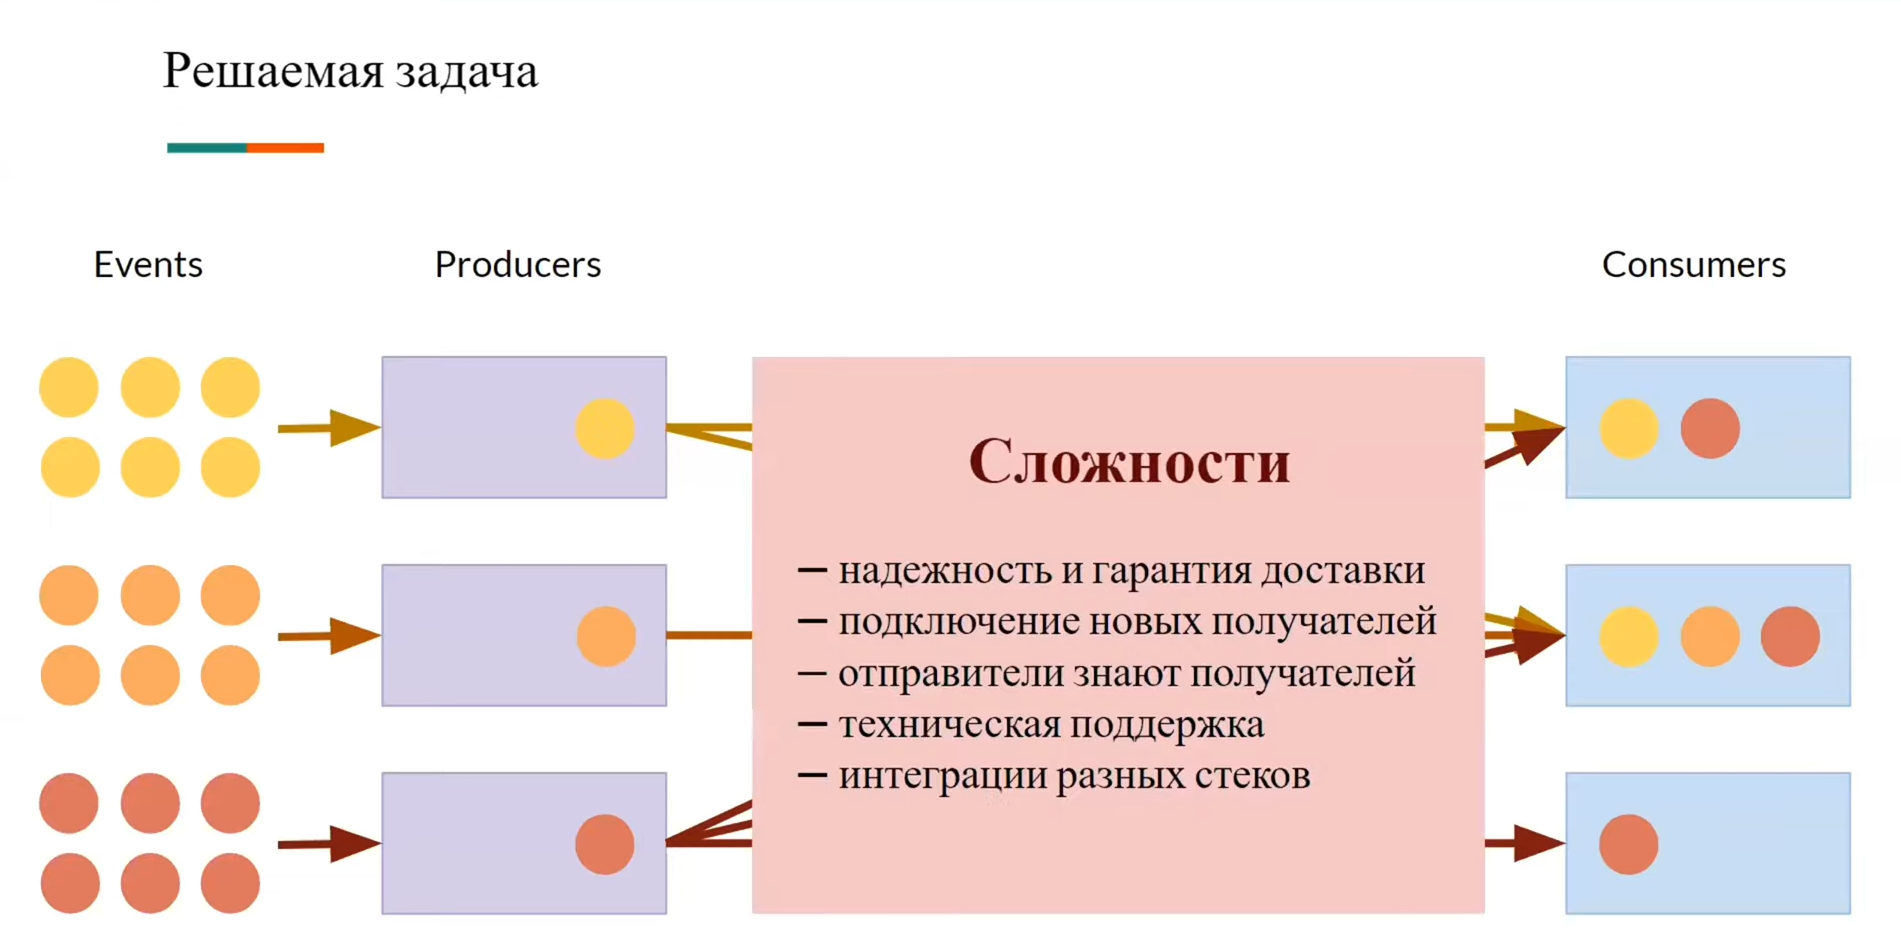 Решаемая задача
Events
Producers
Consumers
Сложности
— надежность и гарантия доставки
— подключение новых получателей
— отправители знают получателей
— техническая поддержка
— интеграции разных стеков